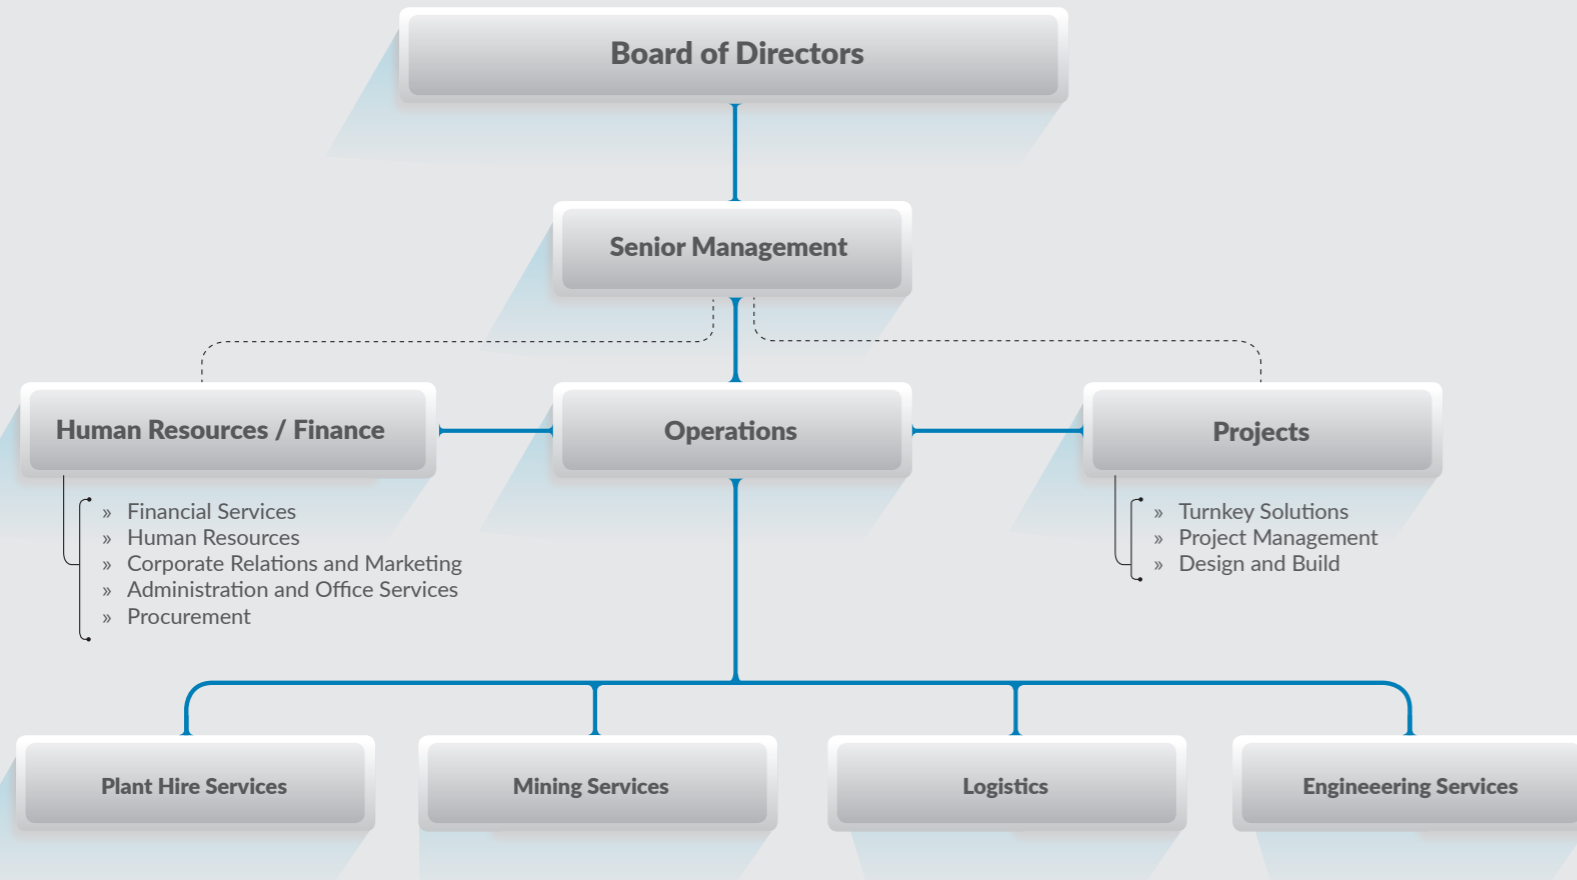 Board of Directors
Senior Management
Human Resources / Finance
Operations
Projects
» Financial Services
» Human Resources
» Corporate Relations and Marketing
» Administration and Office Services
» Procurement
» Turnkey Solutions
» Project Management
» Design and Build
Plant Hire Services
Mining Services
Logistics
Engineeering Services